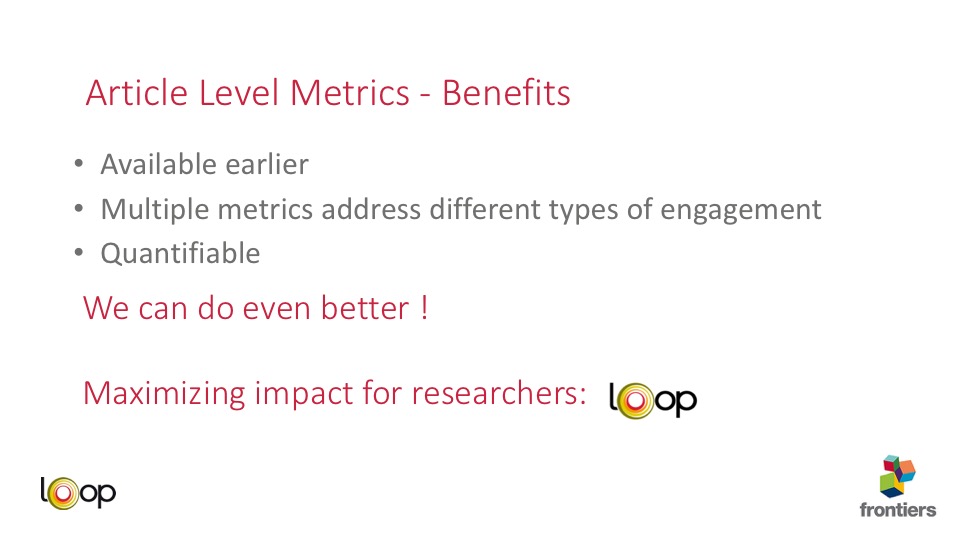 Article Level Metrics - Benefits
• Available earlier
• Multiple metrics address different types of engagement
• Quantifiable
We can do even better !
Maximizing impact for researchers: loop
loop
frontiers